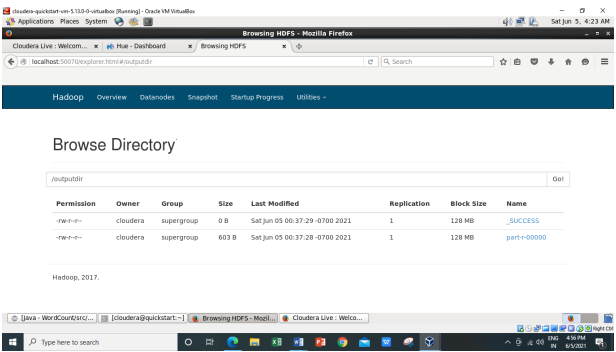 cloudera-quickstart-vm-5.13.0-0-virtualbox [Running] - Oracle VM VirtualBox
Applications Places System Sat Jun 5, 4:23 AM
Browsing HDFS - Mozilla Firefox
Cloudera Live : Welcom... x Hue - Dashboard x Browsing HDFS x
localhost:50070/explorer.html#/outputdir Search
Hadoop Overview Datanodes Snapshot Startup Progress Utilities
Browse Directory
/outputdir Go!
Permission Owner Group Size Last Modified Replication Block Size Name
-rw-r--r-- cloudera supergroup 0 B Sat Jun 05 00:37:29 -0700 2021 1 128 MB _SUCCESS
-rw-r--r-- cloudera supergroup 603 B Sat Jun 05 00:37:28 -0700 2021 1 128 MB part-r-00000
Hadoop, 2017.
[Java - WordCount/src/... [cloudera@quickstart:~] Browsing HDFS - Mozil... Cloudera Live : Welco...
Right Ctrl
Type here to search ENG 4:56 PM
IN 6/5/2021